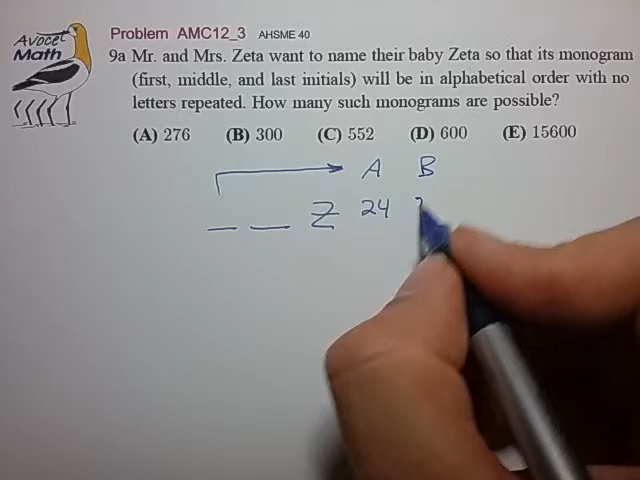 Avocet
Math
Problem AMC12_3 AHSME 40
9a Mr. and Mrs. Zeta want to name their baby Zeta so that its monogram
(first, middle, and last initials) will be in alphabetical order with no
letters repeated. How many such monograms are possible?
(A) 276 (B) 300 (C) 552 (D) 600 (E) 15600
A B
_ _ Z 24